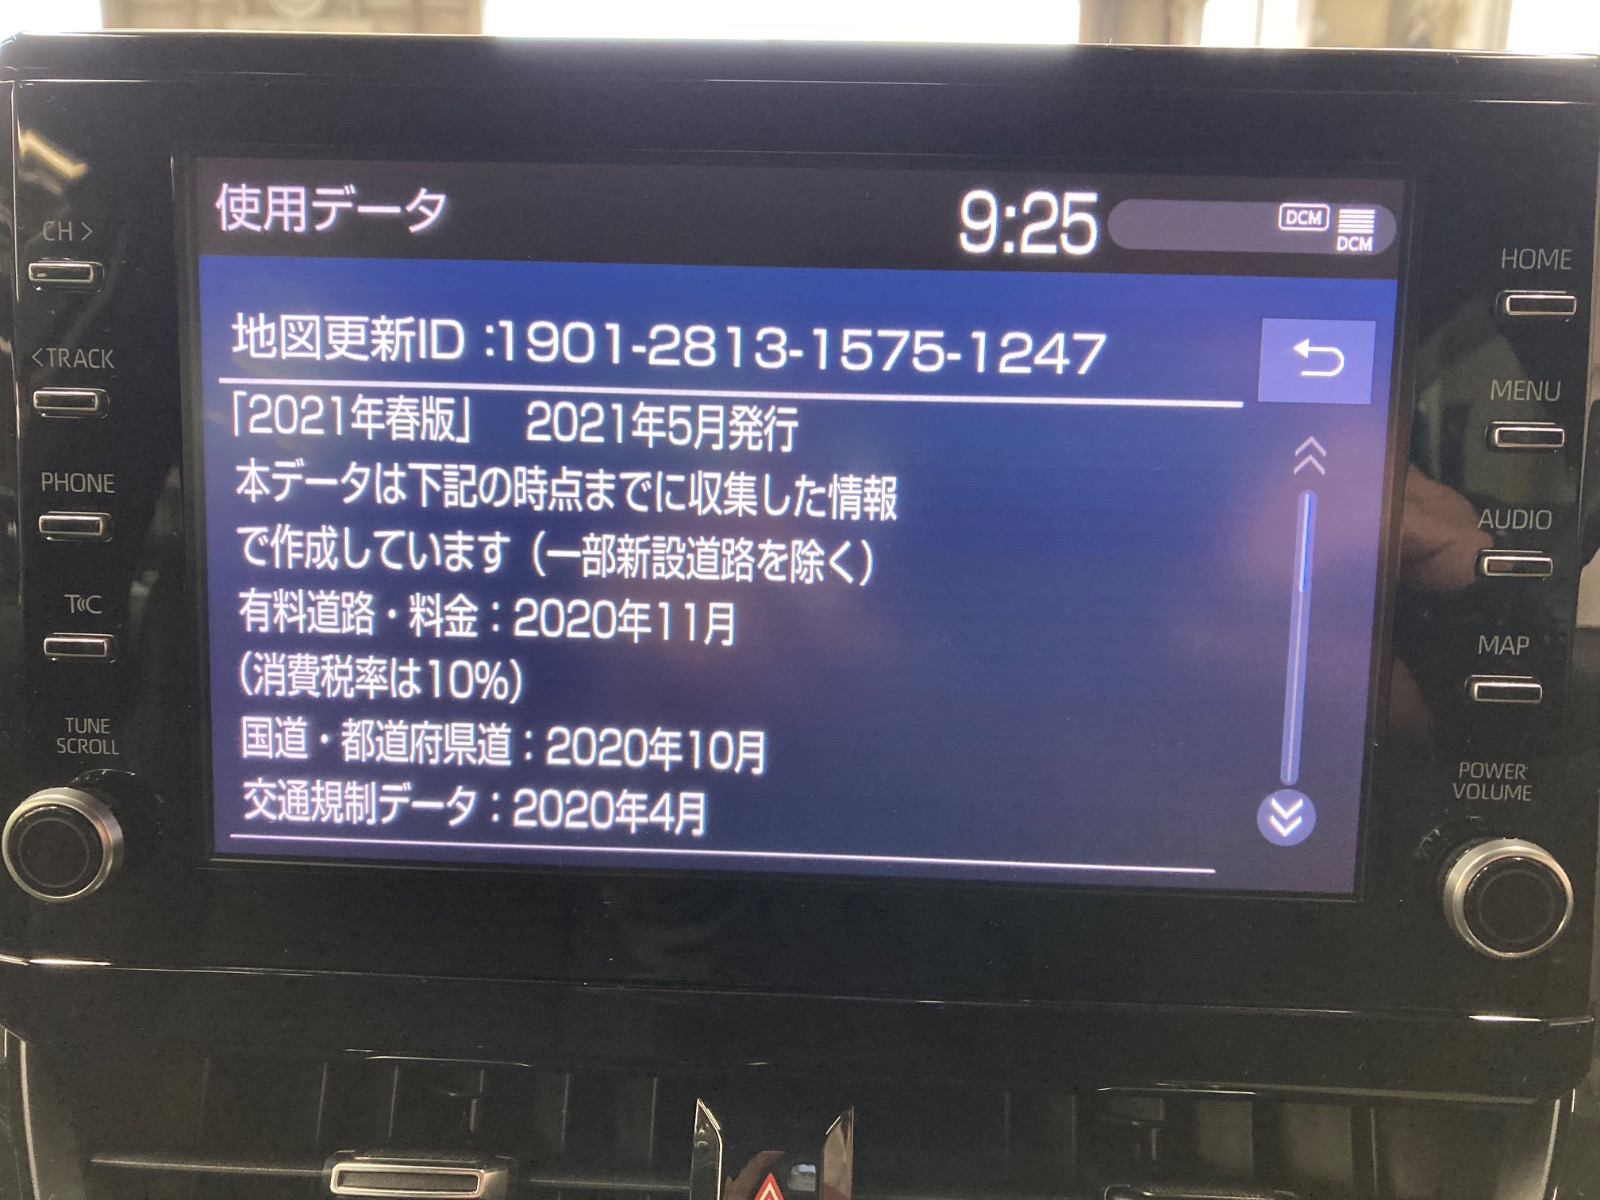 使用データ
9:25
DCM
DCM
地図更新ID :1901-2813-1575-1247
「2021年春版」 2021年5月発行
本データは下記の時点までに収集した情報
で作成しています（一部新設道路を除く）
有料道路・料金：2020年11月
（消費税率は10%）
国道・都道府県道：2020年10月
交通規制データ：2020年4月
CH >
<TRACK
PHONE
T«C
TUNE
SCROLL
HOME
MENU
AUDIO
MAP
POWER
VOLUME